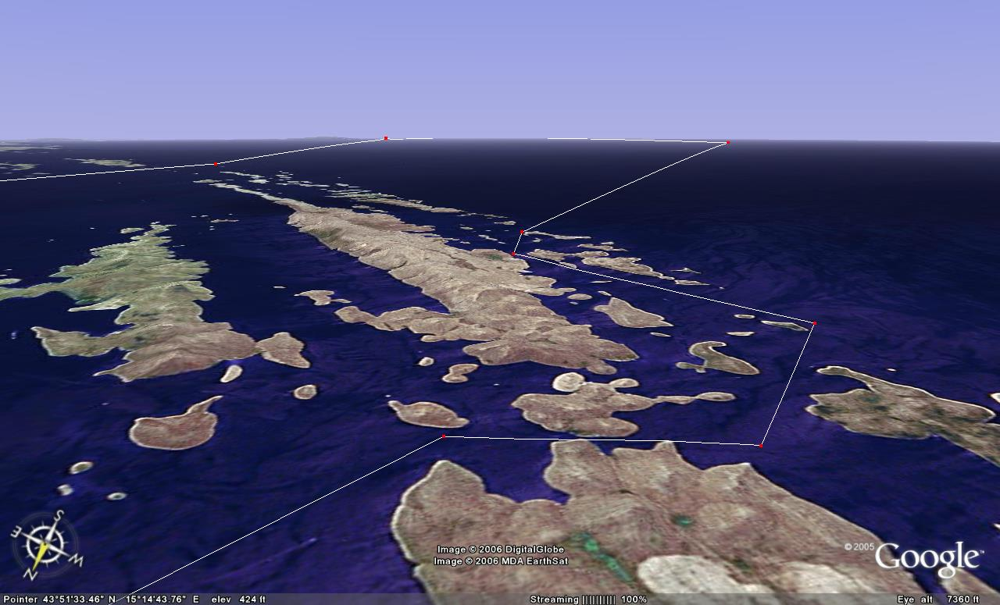 S
E
W
N
Image © 2006 DigitalGlobe
Image © 2006 MDA EarthSat
©2005 Google™
Pointer 43°51'33.46" N 15°14'43.76" E elev 424 ft Streaming |||||||||| 100% Eye alt 7360 ft